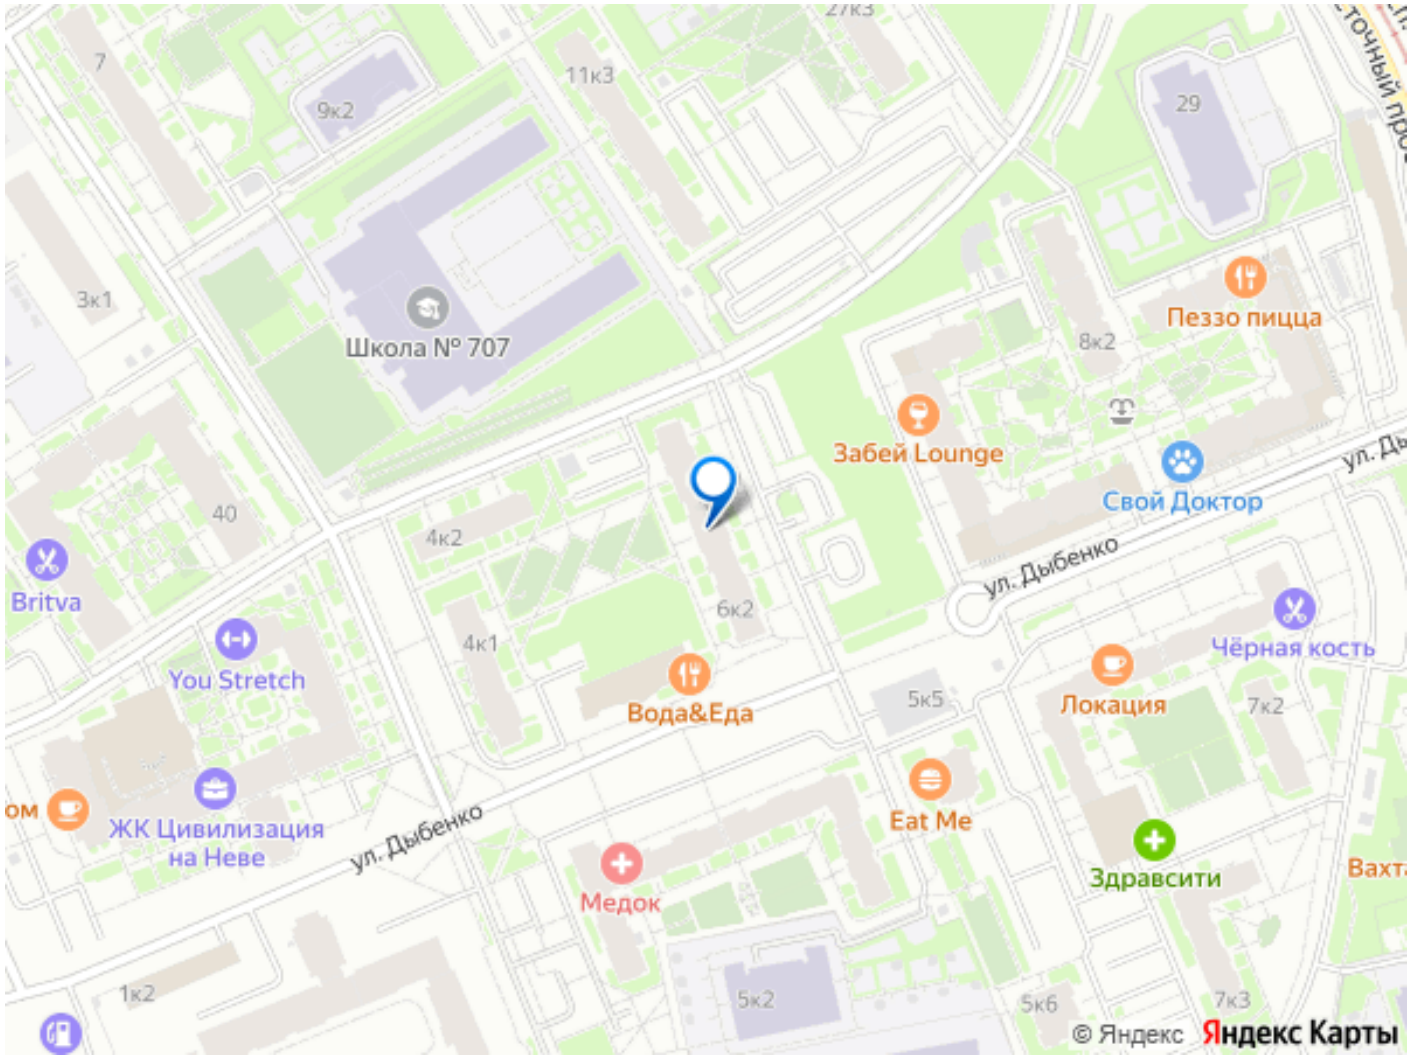 27к3
7
11к3
9к2
29
3к1
Школа № 707
Пеззо пицца
8к2
Забей Lounge
Свой Доктор
ул. Ды
40
4к2
Britva
ул. Дыбенко
6к2
You Stretch
4к1
Чёрная кость
Вода&Еда
5к5
Локация
7к2
ом
ЖК Цивилизация
на Неве
ул. Дыбенко
Eat Me
Медок
Здравсити
Вахта
1к2
5к2
5к6
7к3
© Яндекс Яндекс Карты